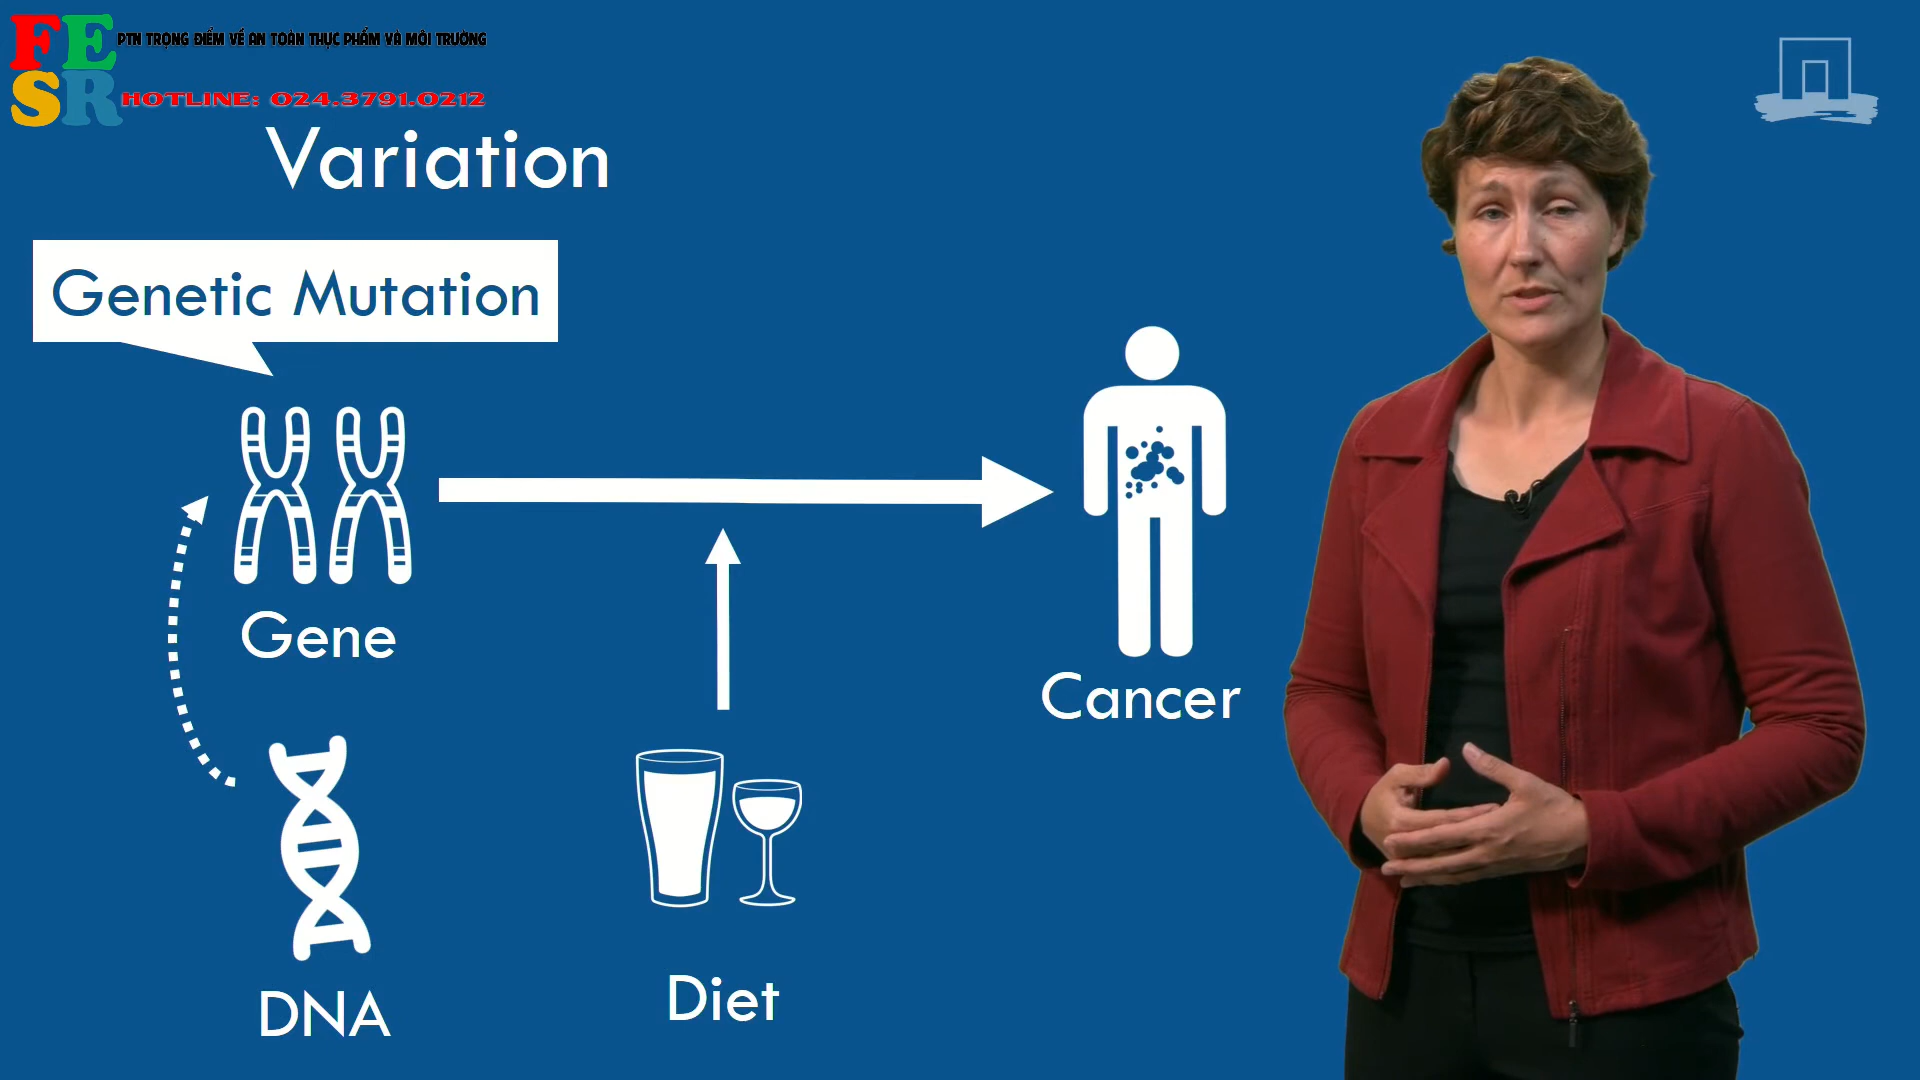 FE
SR
PTN TRỌNG ĐIỂM VỀ AN TOÀN THỰC PHẨM VÀ MÔI TRƯỜNG
HOTLINE: 024.3791.0212
Variation
Genetic Mutation
Gene
Cancer
DNA
Diet